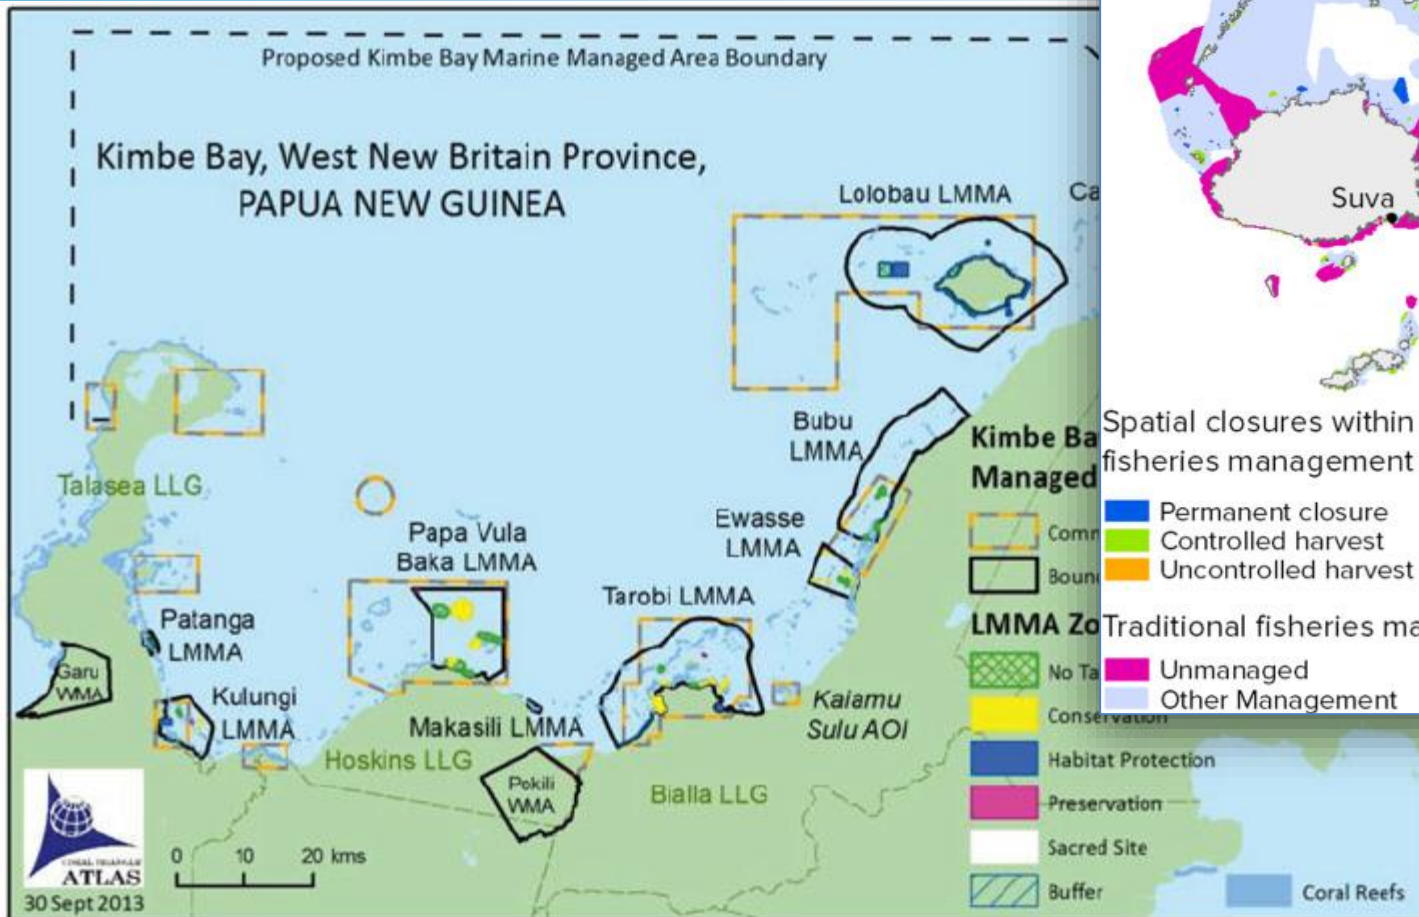 Proposed Kimbe Bay Marine Managed Area Boundary
Kimbe Bay, West New Britain Province,
PAPUA NEW GUINEA
Lolobau LMMA
Bubu
LMMA
Ewasse
LMMA
Talasea LLG
Papa Vula
Baka LMMA
Tarobi LMMA
Patanga
LMMA
Garu
WMA
Kulungi
LMMA
Makasili LMMA
Kaiamu
Sulu AOI
Hoskins LLG
Pokili
WMA
Bialla LLG
ATLAS
30 Sept 2013
0 10 20 kms
Kimbe Ba
Managed
Comm
Boun
LMMA Zo
No Ta
Conservation
Habitat Protection
Preservation
Sacred Site
Buffer
Coral Reefs
Ca
Suva
Spatial closures within
fisheries management
Permanent closure
Controlled harvest
Uncontrolled harvest
Traditional fisheries ma
Unmanaged
Other Management